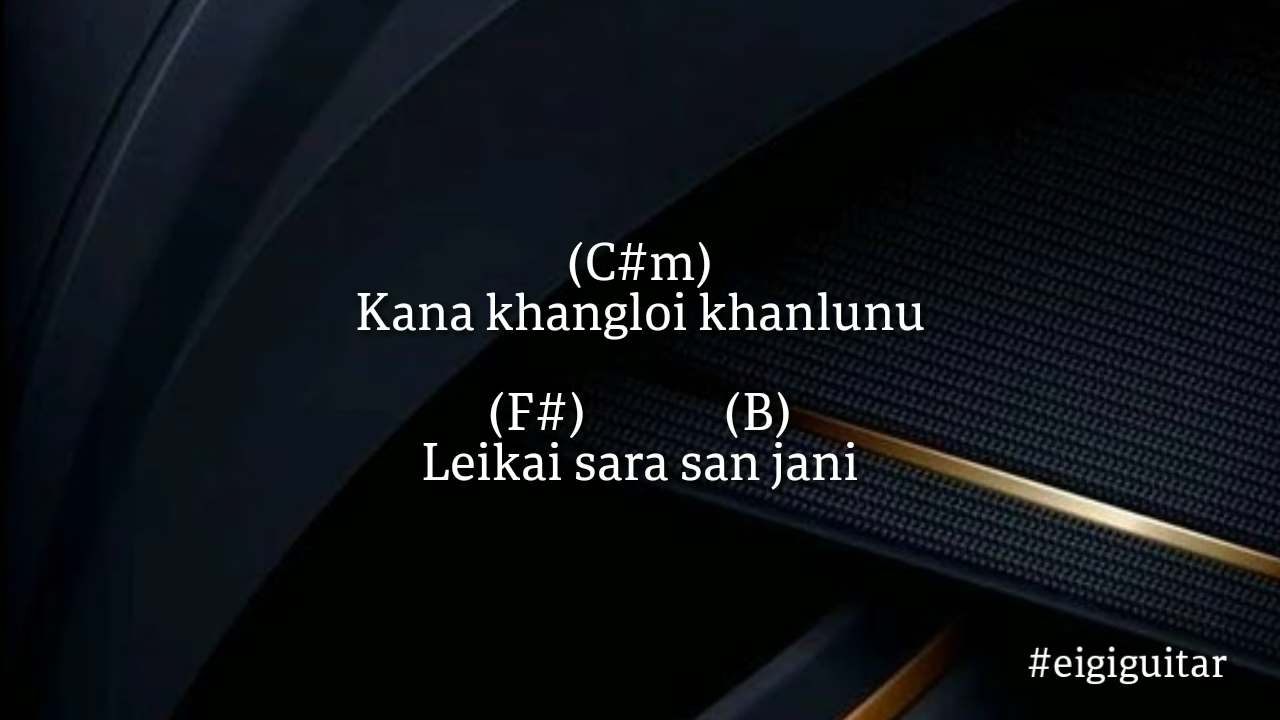 (C#m)
Kana khangloi khanlunu
(F#) (B)
Leikai sara san jani
#eigiguitar